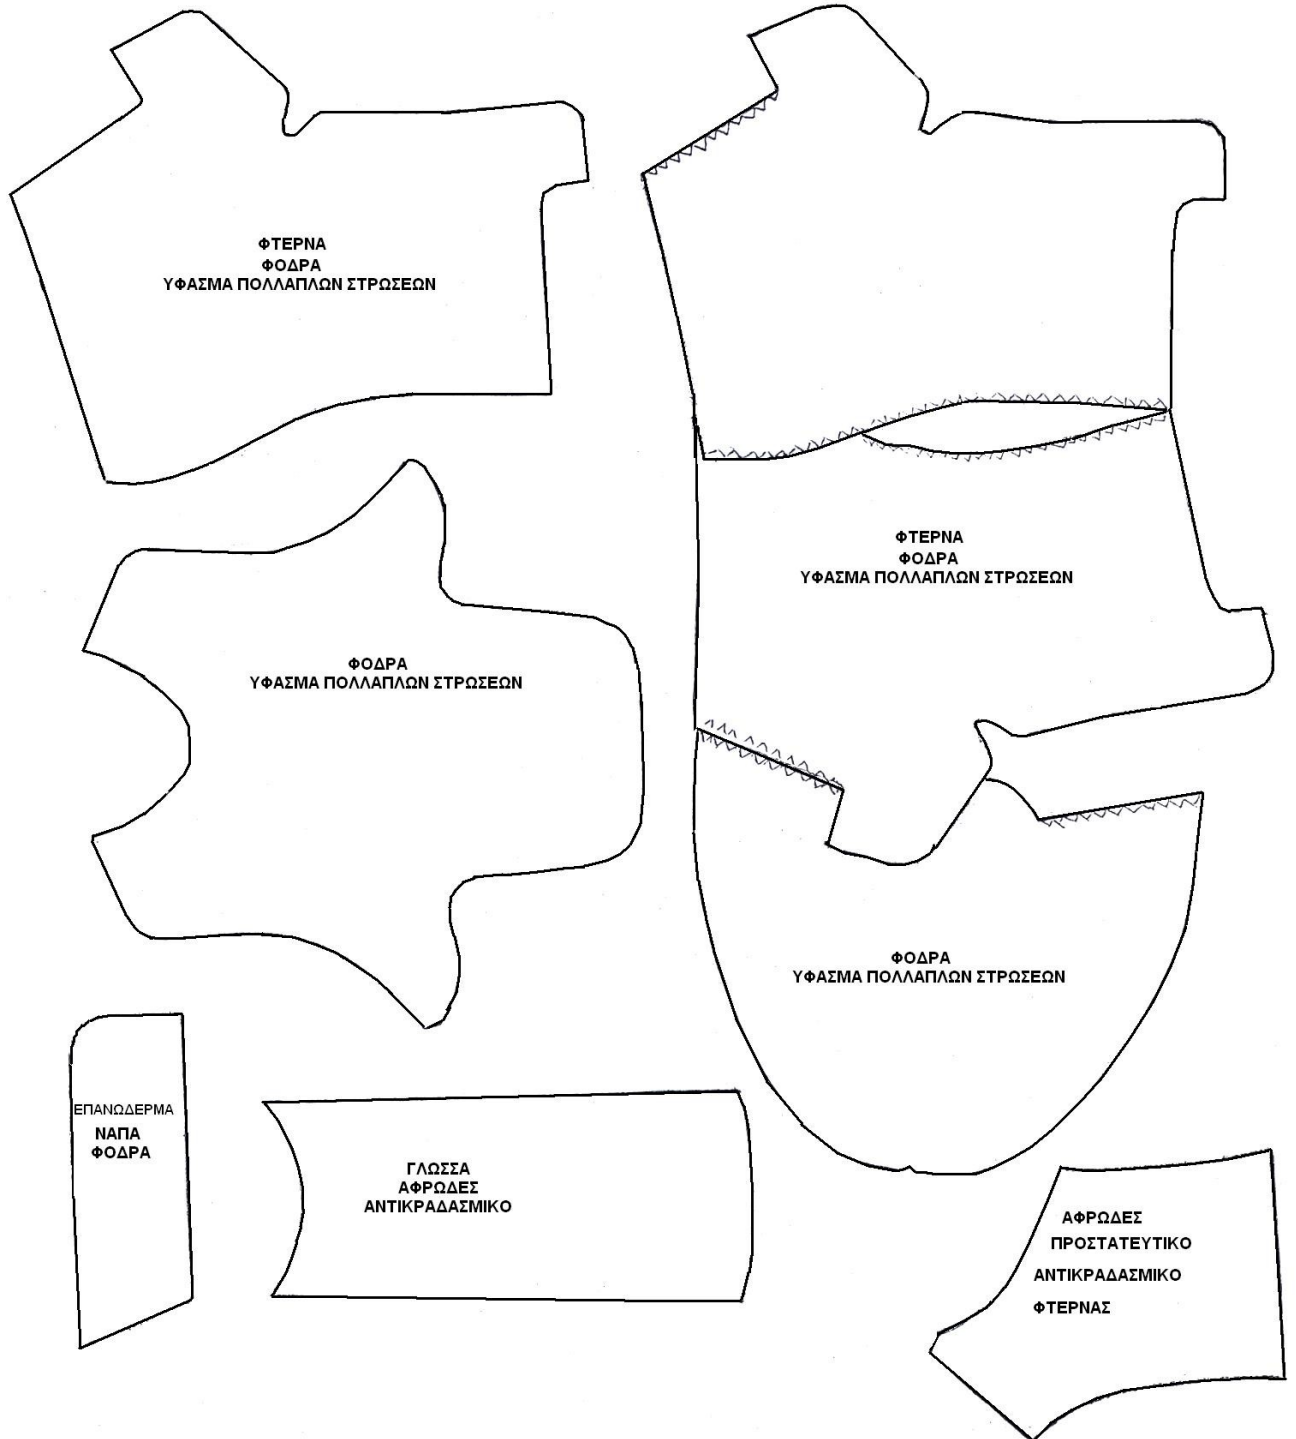 ΦΤΕΡΝΑ
ΦΟΔΡΑ
ΥΦΑΣΜΑ ΠΟΛΛΑΠΛΩΝ ΣΤΡΩΣΕΩΝ
ΦΤΕΡΝΑ
ΦΟΔΡΑ
ΥΦΑΣΜΑ ΠΟΛΛΑΠΛΩΝ ΣΤΡΩΣΕΩΝ
ΦΟΔΡΑ
ΥΦΑΣΜΑ ΠΟΛΛΑΠΛΩΝ ΣΤΡΩΣΕΩΝ
ΦΟΔΡΑ
ΥΦΑΣΜΑ ΠΟΛΛΑΠΛΩΝ ΣΤΡΩΣΕΩΝ
ΕΠΑΝΩΔΕΡΜΑ
ΝΑΠΑ
ΦΟΔΡΑ
ΓΛΩΣΣΑ
ΑΦΡΩΔΕΣ
ΑΝΤΙΚΡΑΔΑΣΜΙΚΟ
ΑΦΡΩΔΕΣ
ΠΡΟΣΤΑΤΕΥΤΙΚΟ
ΑΝΤΙΚΡΑΔΑΣΜΙΚΟ
ΦΤΕΡΝΑΣ